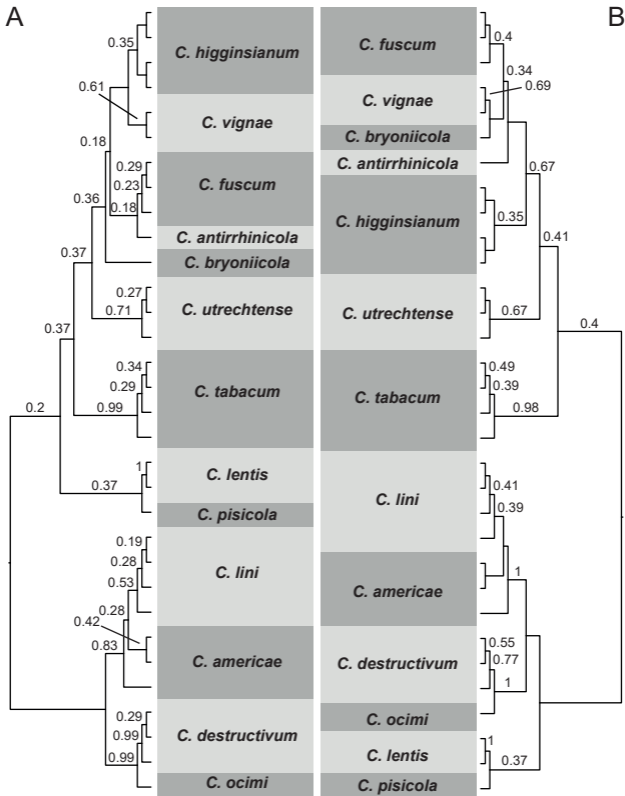 A
B
0.35
C. higginsianum
0.61
C. vignae
0.18
0.29
0.23
C. fuscum
0.36
0.18
C. antirrhinicola
C. bryoniicola
0.37
0.27
0.71
C. utrechtense
0.37
0.34
0.29
C. tabacum
0.2
0.99
1
C. lentis
0.37
C. pisicola
0.19
0.28
C. lini
0.53
0.28
0.42
0.83
C. americae
0.29
0.99
C. destructivum
0.99
C. ocimi
C. fuscum
0.4
0.34
0.69
C. vignae
C. bryoniicola
C. antirrhinicola
0.67
C. higginsianum
0.35
0.41
C. utrechtense
0.67
0.4
0.49
0.39
C. tabacum
0.98
C. lini
0.41
0.39
1
C. americae
0.55
C. destructivum
0.77
1
C. ocimi
1
C. lentis
0.37
C. pisicola